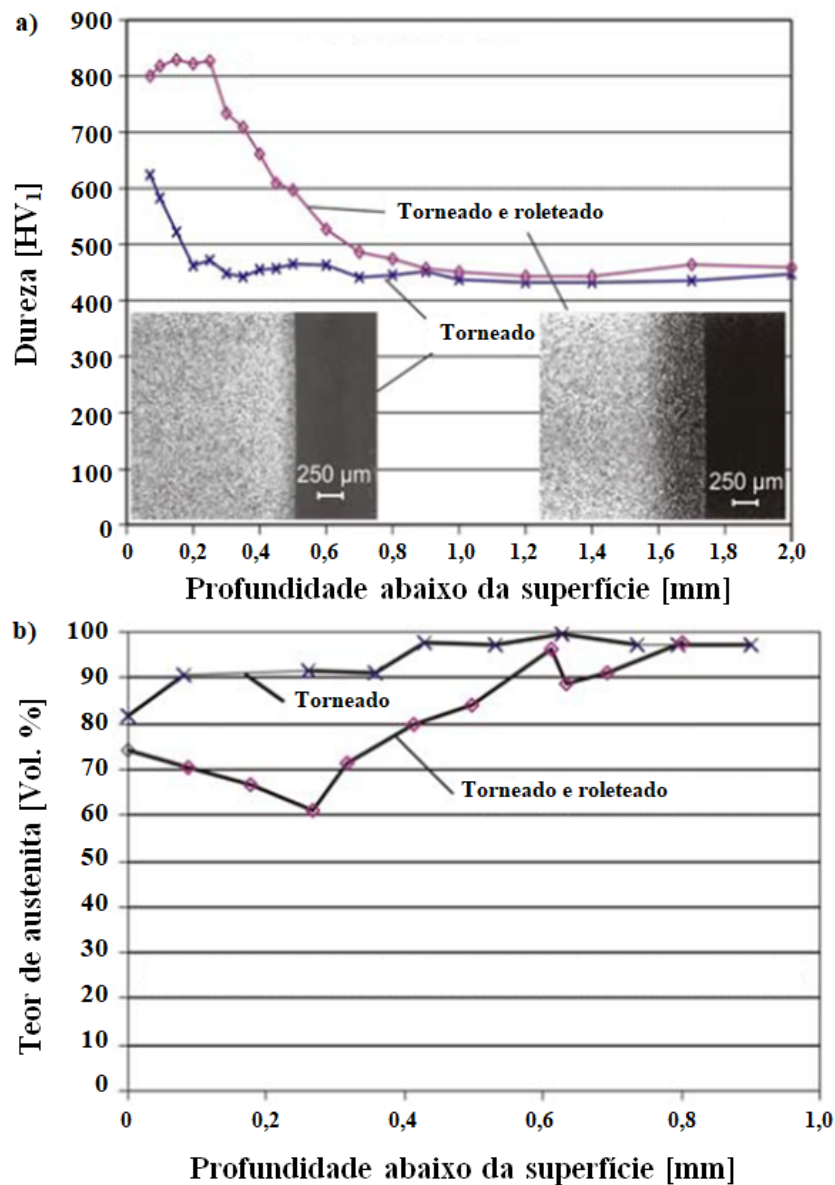 a)
900
800
700
600
500
400
300
200
100
0
Dureza [HV1]
Torneado e roleteado
Torneado
250 µm
250 µm
0 0,2 0,4 0,6 0,8 1,0 1,2 1,4 1,6 1,8 2,0
Profundidade abaixo da superfície [mm]
b)
100
90
80
70
60
50
40
30
20
10
0
Teor de austenita [Vol. %]
Torneado
Torneado e roleteado
0 0,2 0,4 0,6 0,8 1,0
Profundidade abaixo da superfície [mm]